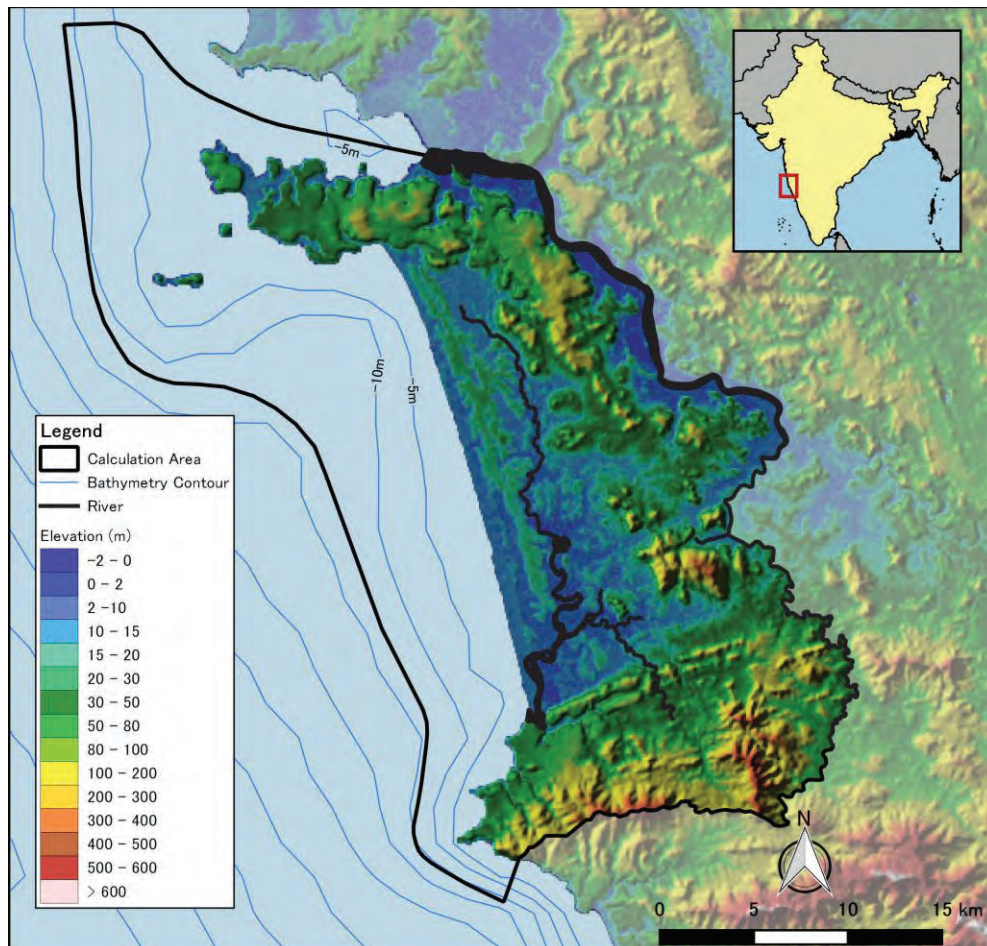 -5m
-10m
-5m
Legend
Calculation Area
Bathymetry Contour
River
Elevation (m)
-2 - 0
0 - 2
2 -10
10 - 15
15 - 20
20 - 30
30 - 50
50 - 80
80 - 100
100 - 200
200 - 300
300 - 400
400 - 500
500 - 600
> 600
N
0 5 10 15 km